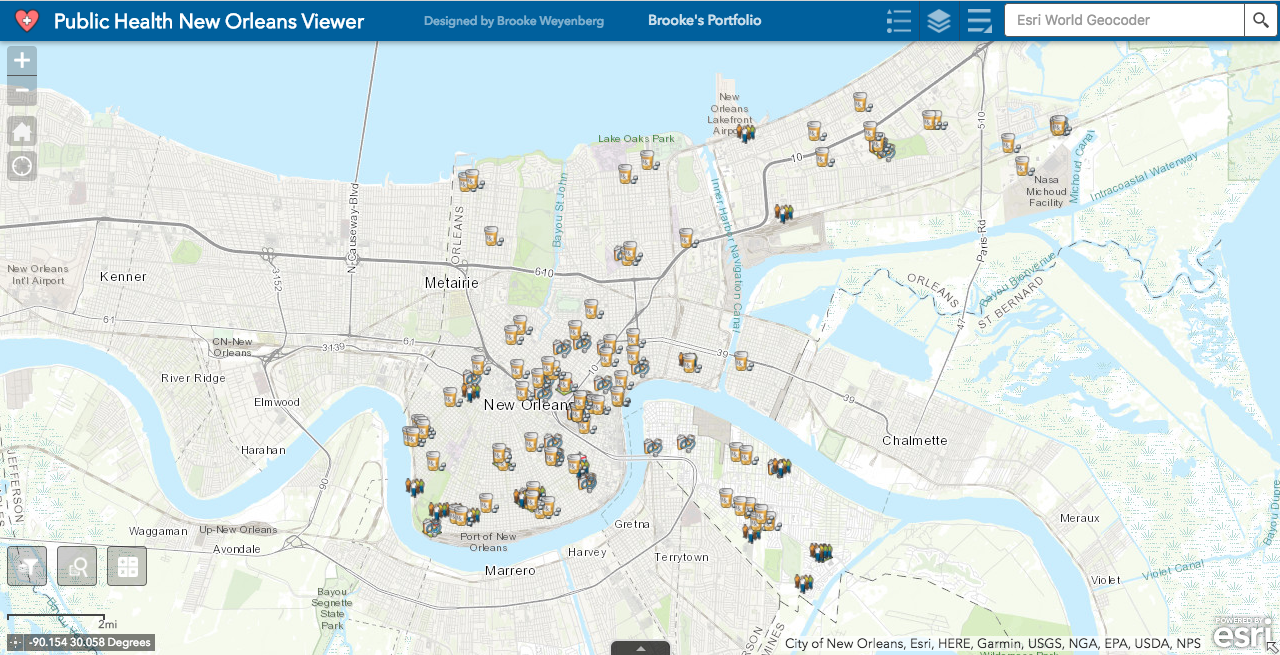 Public Health New Orleans Viewer
Designed by Brooke Weyenberg
Brooke's Portfolio
Esri World Geocoder
+
−
New
Orleans
Lakefront
Airport
510
Lake Oaks Park
10
Michoud Canal
Intracoastal Waterway
Nasa
Michoud
Facility
N-Causeway-Blvd
ORLEANS
Bayou St John
Inner Harbor Navigation Canal
Paris-Rd
New Orleans
Int'l Airport
Kenner
3152
Metairie
610
ORLEANS
Bayou Bienvenue
ST BERNARD
61
CN-New
Orleans
3139
61
47
39
10
River Ridge
Elmwood
New Orleans
39
Harahan
Chalmette
JEFFERSON
90
Waggaman
Up-New Orleans
Avondale
Port of New
Orleans
Gretna
Harvey
Terrytown
Marrero
Meraux
Bayou Dupre
Violet
Violet Canal
Bayou
Segnette
State
Park
2mi
-90.154 30.058 Degrees
City of New Orleans, Esri, HERE, Garmin, USGS, NGA, EPA, USDA, NPS
POWERED BY
esri